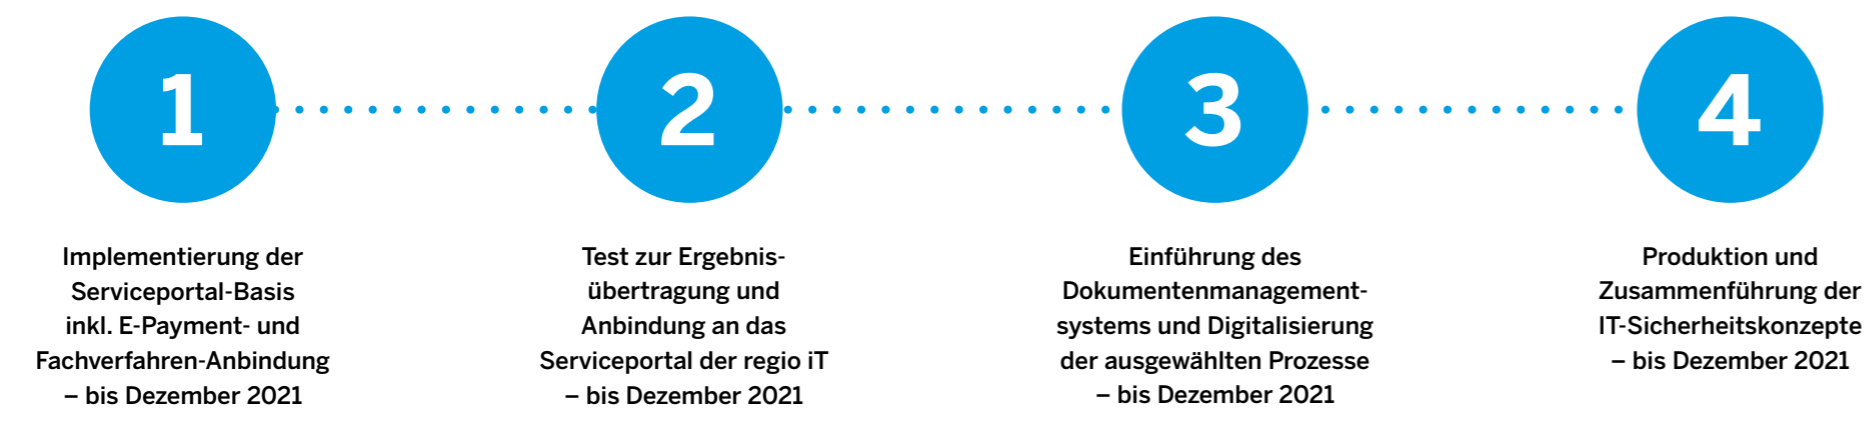 1
Implementierung der
Serviceportal-Basis
inkl. E-Payment- und
Fachverfahren-Anbindung
– bis Dezember 2021
2
Test zur Ergebnis-
übertragung und
Anbindung an das
Serviceportal der regio iT
– bis Dezember 2021
3
Einführung des
Dokumentenmanagement-
systems und Digitalisierung
der ausgewählten Prozesse
– bis Dezember 2021
4
Produktion und
Zusammenführung der
IT-Sicherheitskonzepte
– bis Dezember 2021